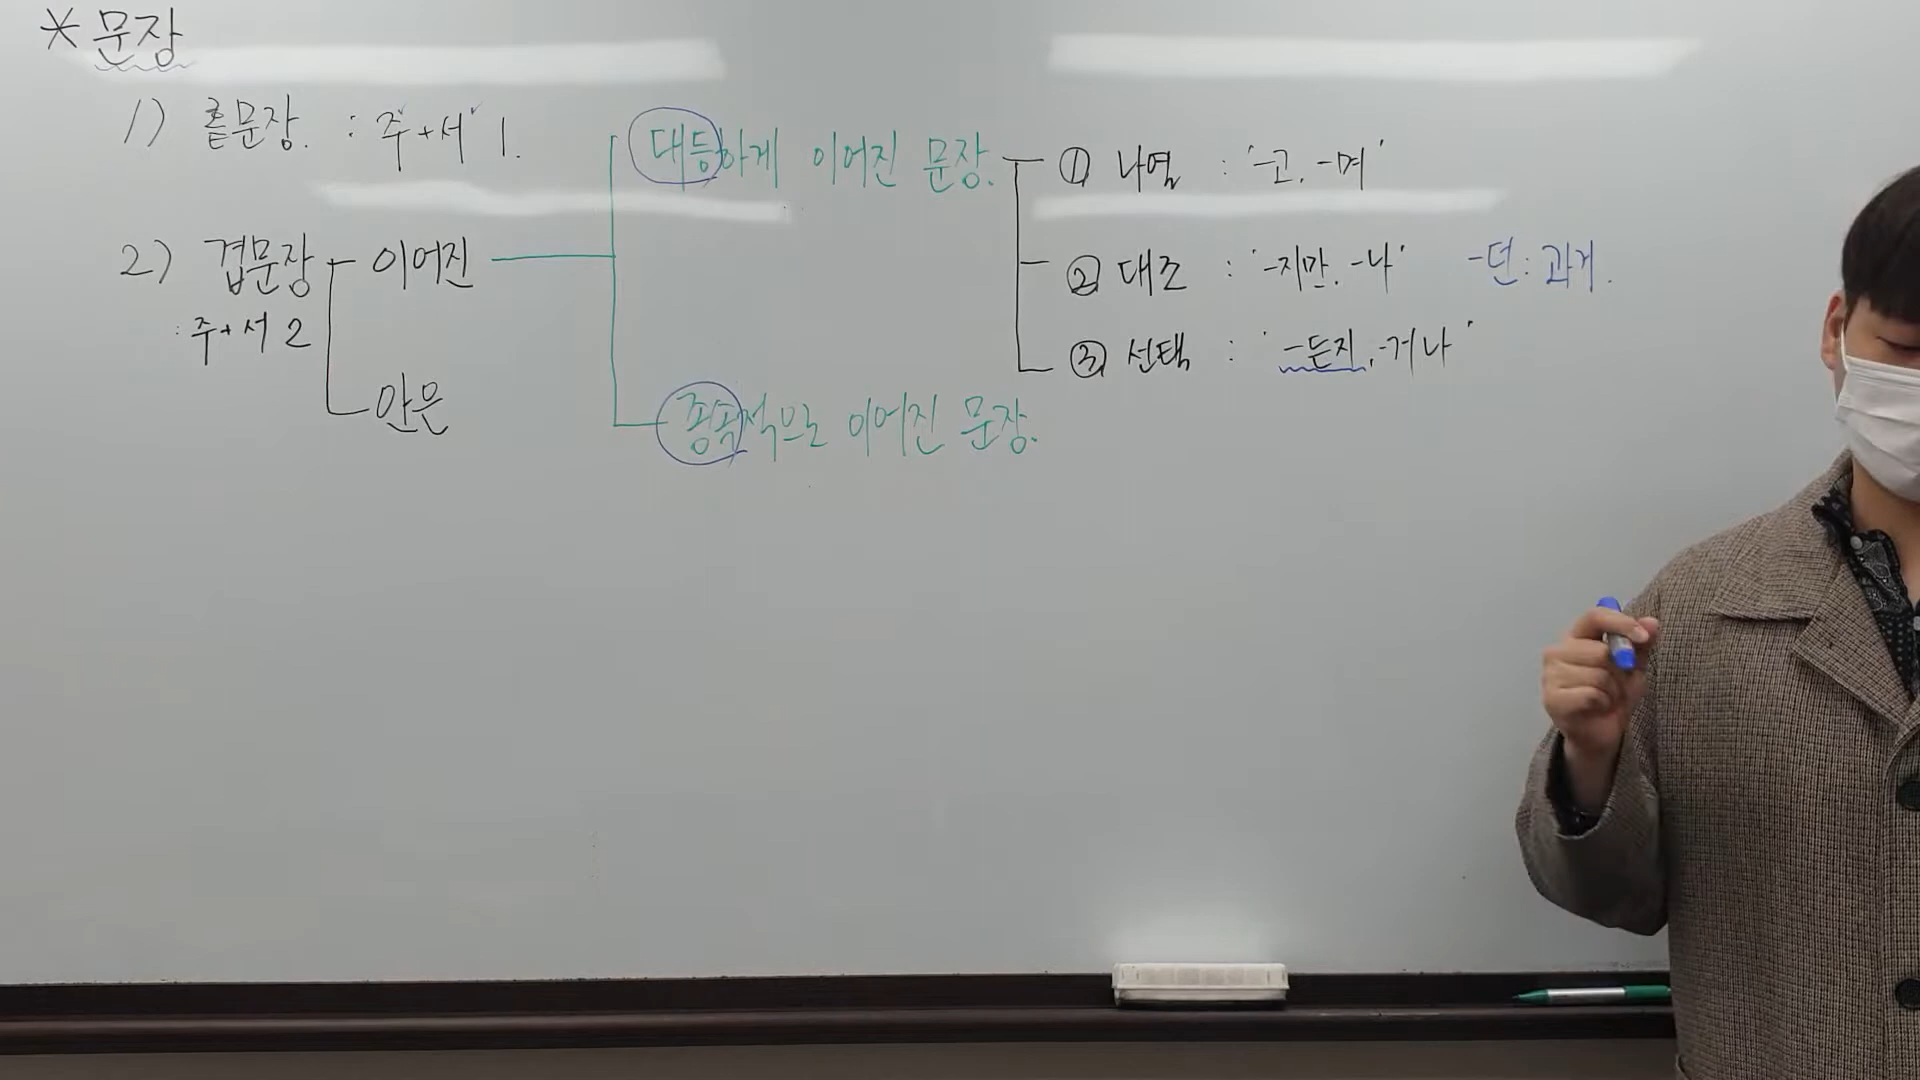 * 문장
1) 홑문장. : 주+서 1.
대등하게 이어진 문장.
① 나열 : '-고, -며'
2) 겹문장
이어진
② 대조 : '-지만, -나'
-던 : 과거.
: 주+서 2
③ 선택 : '-든지, -거나'
안은
종속적으로 이어진 문장.